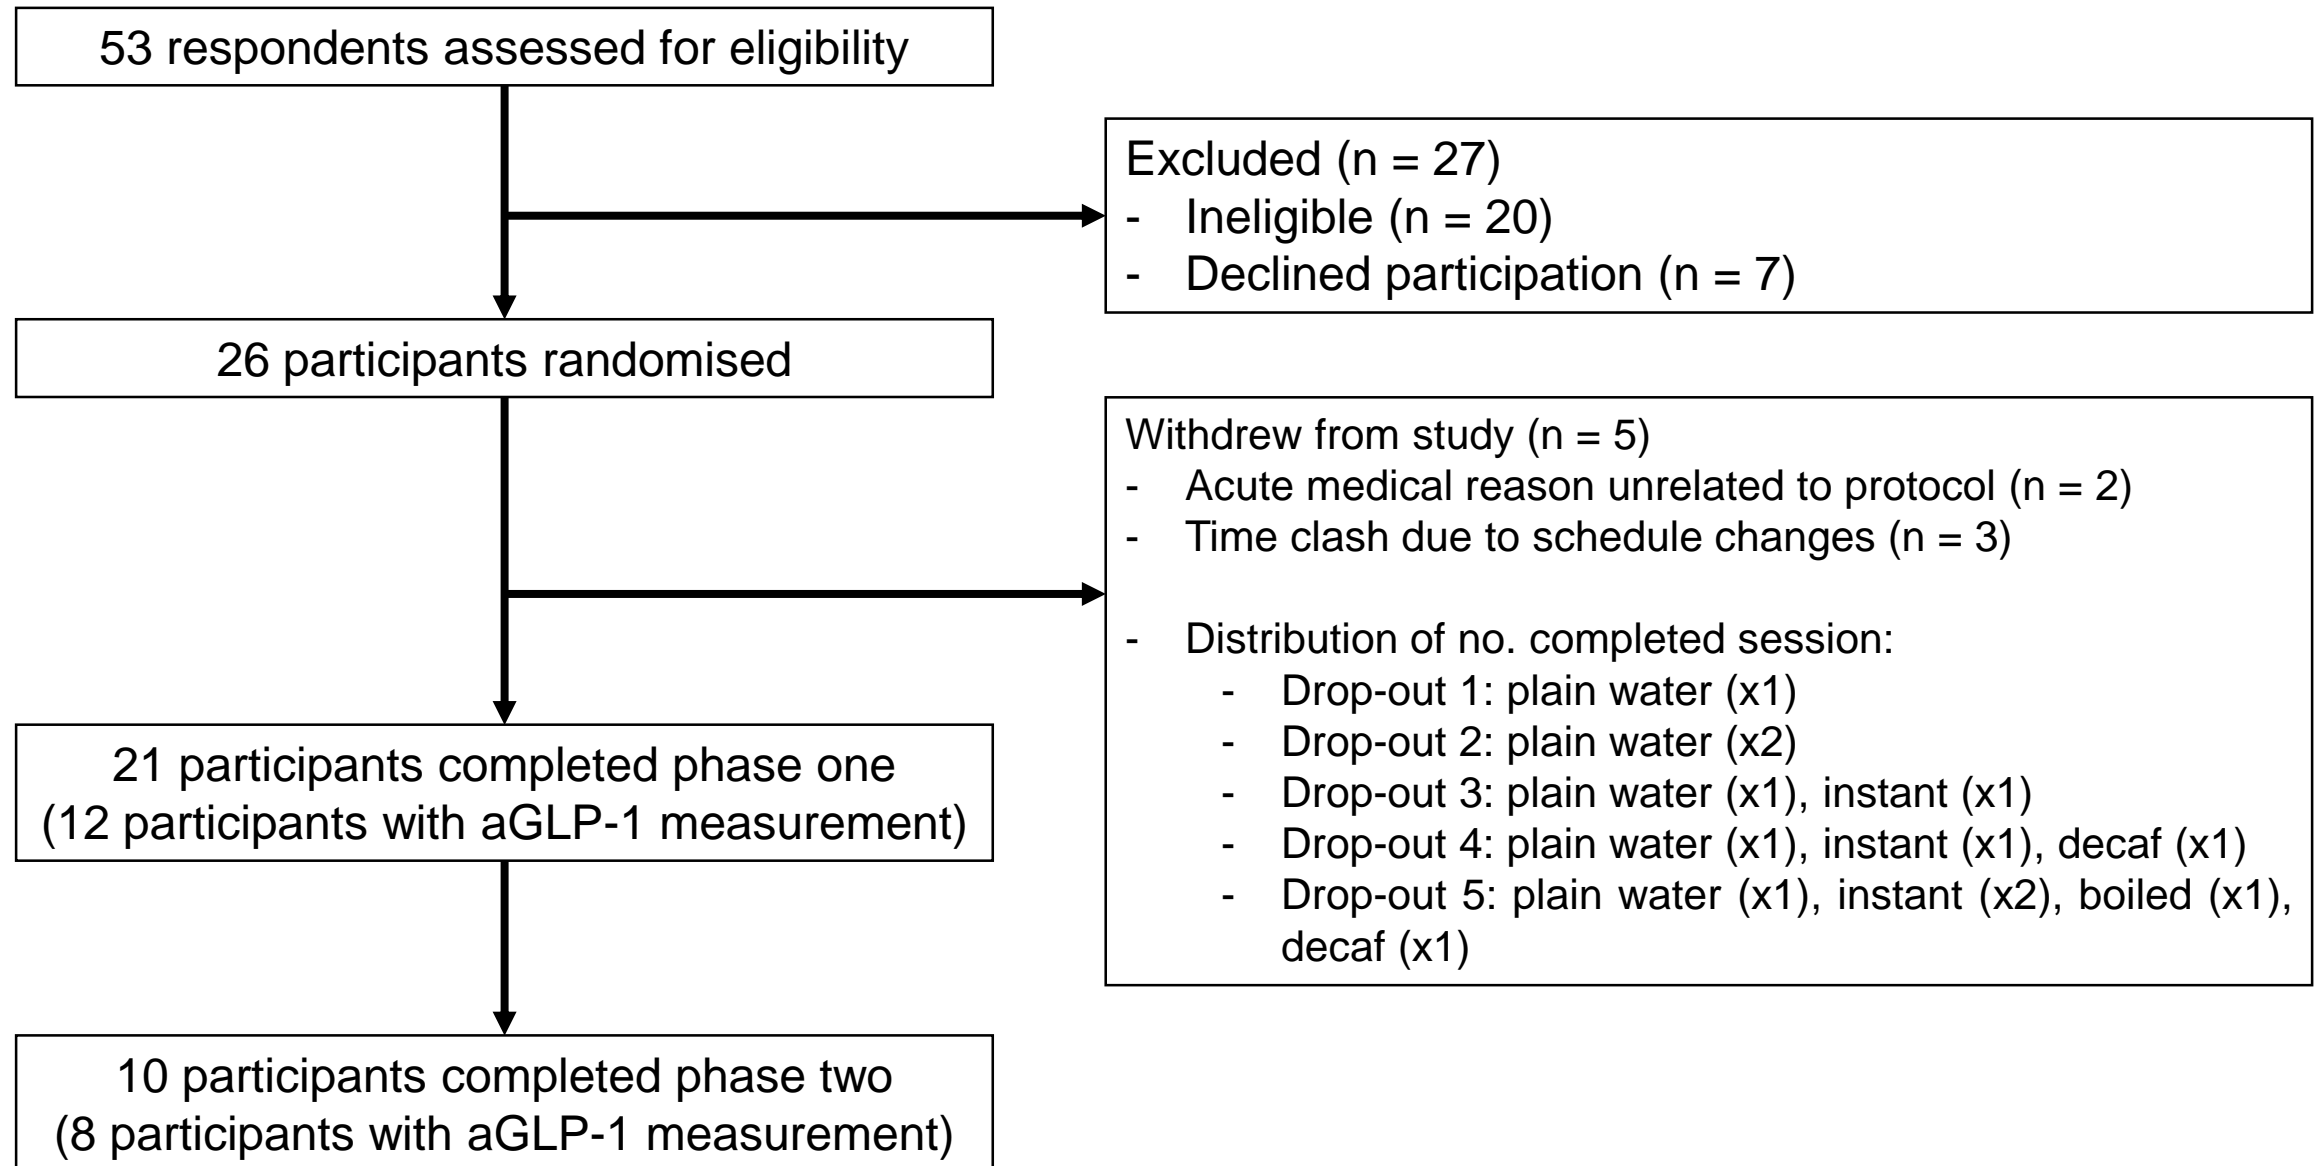 53 respondents assessed for eligibility
Excluded (n = 27)
- Ineligible (n = 20)
- Declined participation (n = 7)
26 participants randomised
Withdrew from study (n = 5)
- Acute medical reason unrelated to protocol (n = 2)
- Time clash due to schedule changes (n = 3)
- Distribution of no. completed session:
- Drop-out 1: plain water (x1)
- Drop-out 2: plain water (x2)
- Drop-out 3: plain water (x1), instant (x1)
- Drop-out 4: plain water (x1), instant (x1), decaf (x1)
- Drop-out 5: plain water (x1), instant (x2), boiled (x1),
decaf (x1)
21 participants completed phase one
(12 participants with aGLP-1 measurement)
10 participants completed phase two
(8 participants with aGLP-1 measurement)